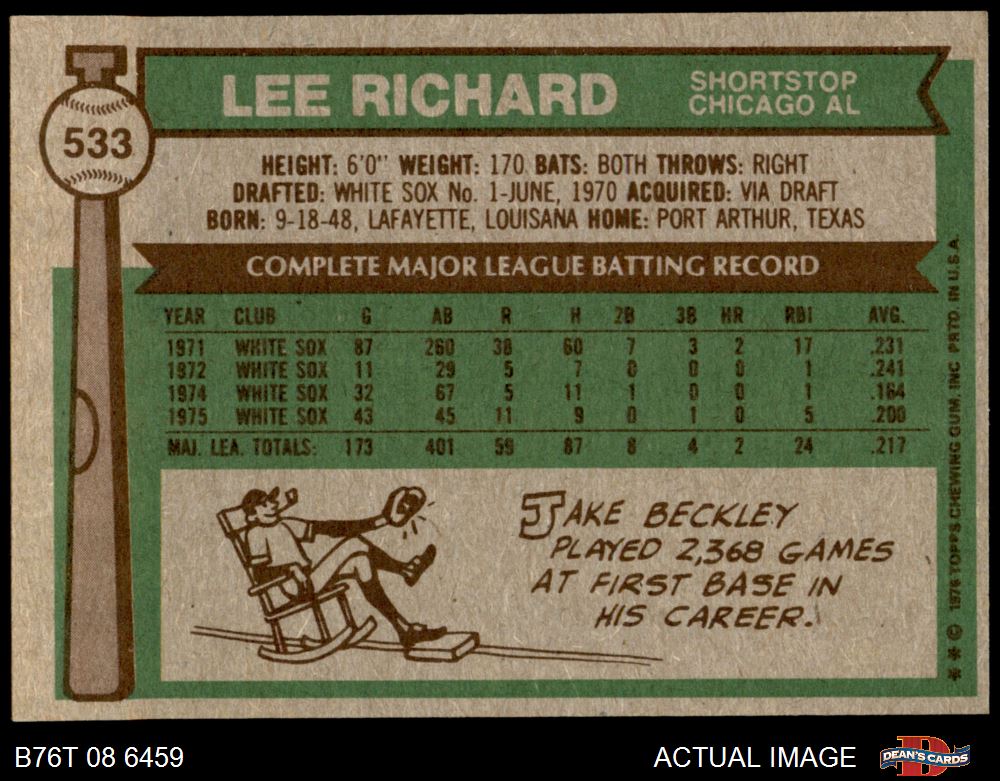 LEE RICHARD
SHORTSTOP
CHICAGO AL
533
HEIGHT: 6'0" WEIGHT: 170 BATS: BOTH THROWS: RIGHT
DRAFTED: WHITE SOX No. 1-JUNE, 1970 ACQUIRED: VIA DRAFT
BORN: 9-18-48, LAFAYETTE, LOUISANA HOME: PORT ARTHUR, TEXAS
COMPLETE MAJOR LEAGUE BATTING RECORD
YEAR CLUB G AB R H 2B 3B HR RBI AVG.
1971 WHITE SOX 87 260 38 60 7 3 2 17 .231
1972 WHITE SOX 11 29 5 7 0 0 0 1 .241
1974 WHITE SOX 32 67 5 11 1 0 0 1 .164
1975 WHITE SOX 43 45 11 9 0 1 0 5 .200
MAJ. LEA. TOTALS: 173 401 59 87 8 4 2 24 .217
JAKE BECKLEY
PLAYED 2,368 GAMES
AT FIRST BASE IN
HIS CAREER.
** © 1976 TOPPS CHEWING GUM, INC PRTD. IN U.S.A.
B76T 08 6459
ACTUAL IMAGE
DEAN'S CARDS